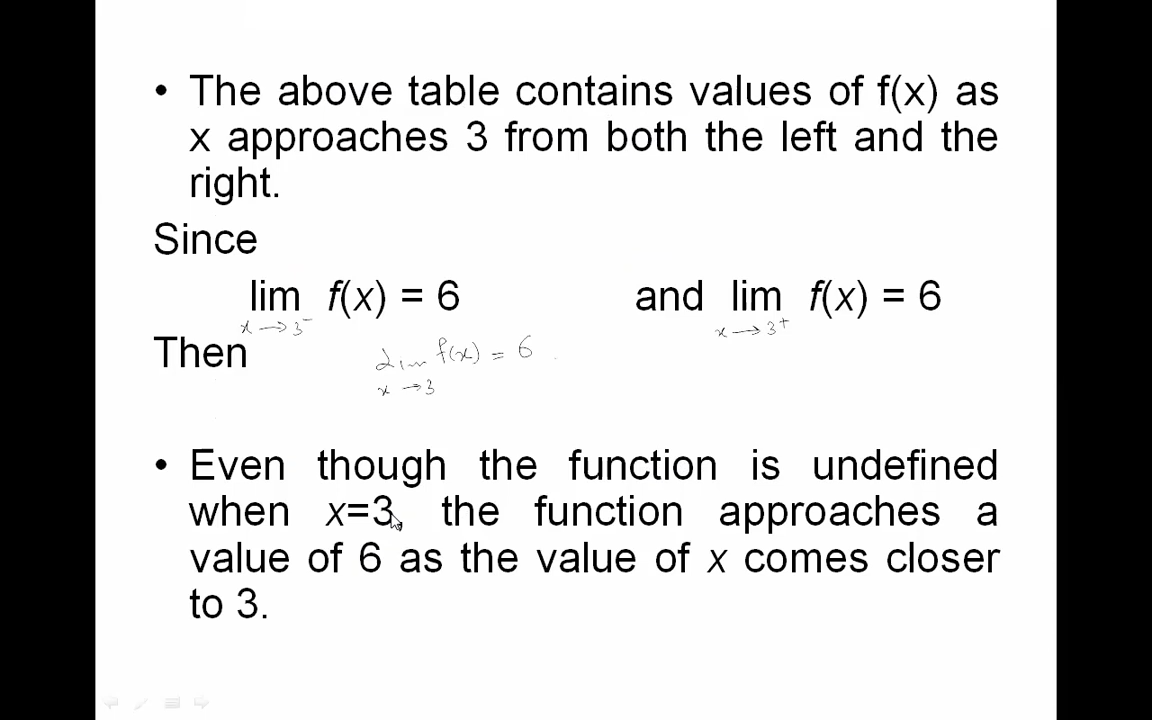 • The above table contains values of f(x) as
x approaches 3 from both the left and the
right.
Since
lim f(x) = 6 and lim f(x) = 6
x → 3⁻ x → 3⁺
Then lim f(x) = 6
x → 3
• Even though the function is undefined
when x=3, the function approaches a
value of 6 as the value of x comes closer
to 3.